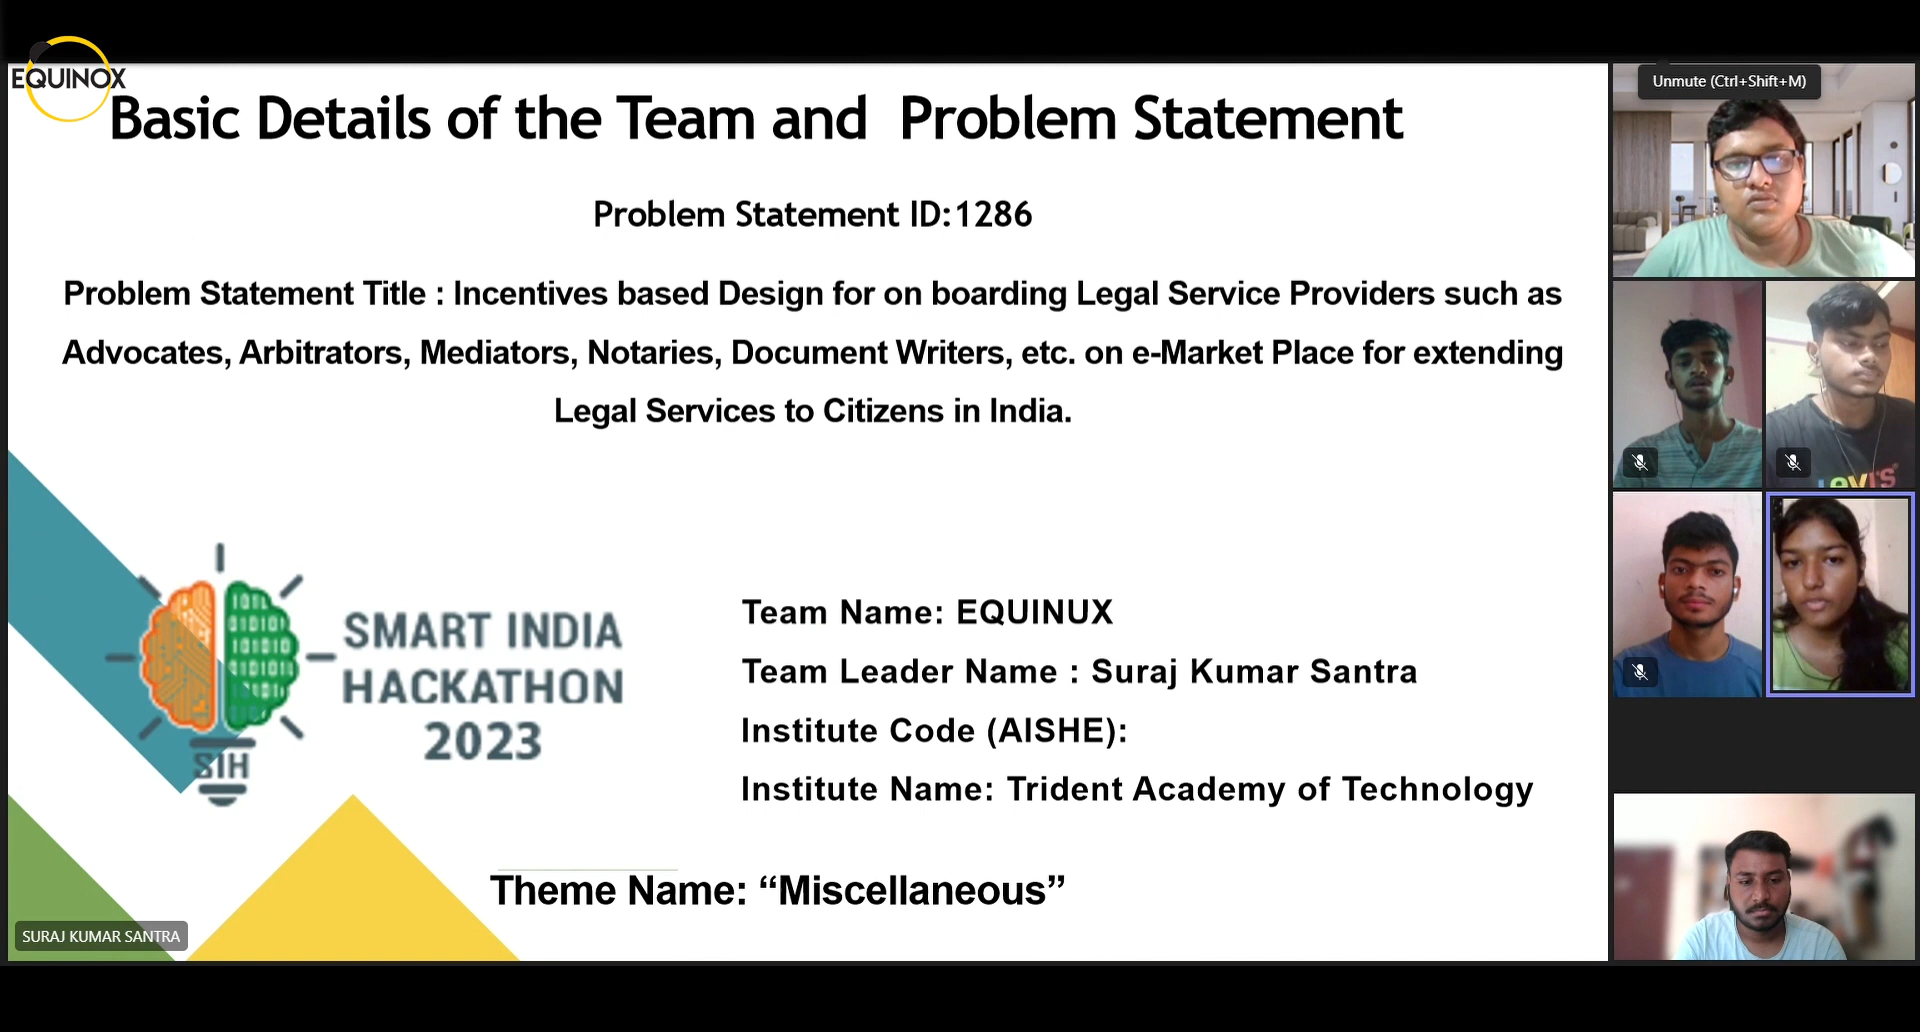 EQUINOX
Basic Details of the Team and Problem Statement
Problem Statement ID:1286
Problem Statement Title : Incentives based Design for on boarding Legal Service Providers such as
Advocates, Arbitrators, Mediators, Notaries, Document Writers, etc. on e-Market Place for extending
Legal Services to Citizens in India.
SMART INDIA
HACKATHON
2023
SIH
Team Name: EQUINUX
Team Leader Name : Suraj Kumar Santra
Institute Code (AISHE):
Institute Name: Trident Academy of Technology
Theme Name: “Miscellaneous”
SURAJ KUMAR SANTRA
Unmute (Ctrl+Shift+M)
Levi's